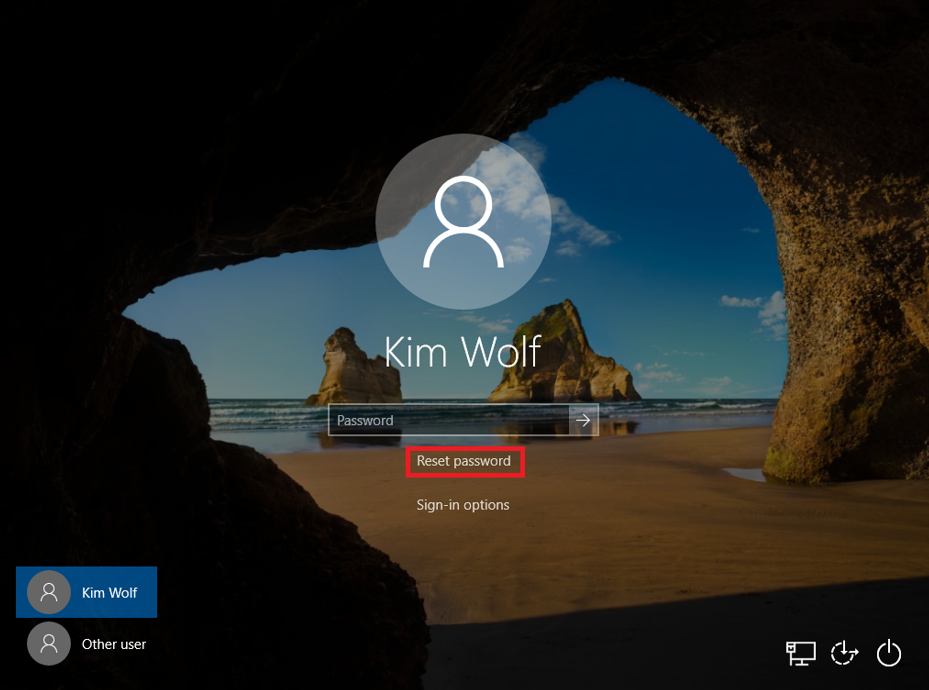 Kim Wolf
Password
Reset password
Sign-in options
Kim Wolf
Other user